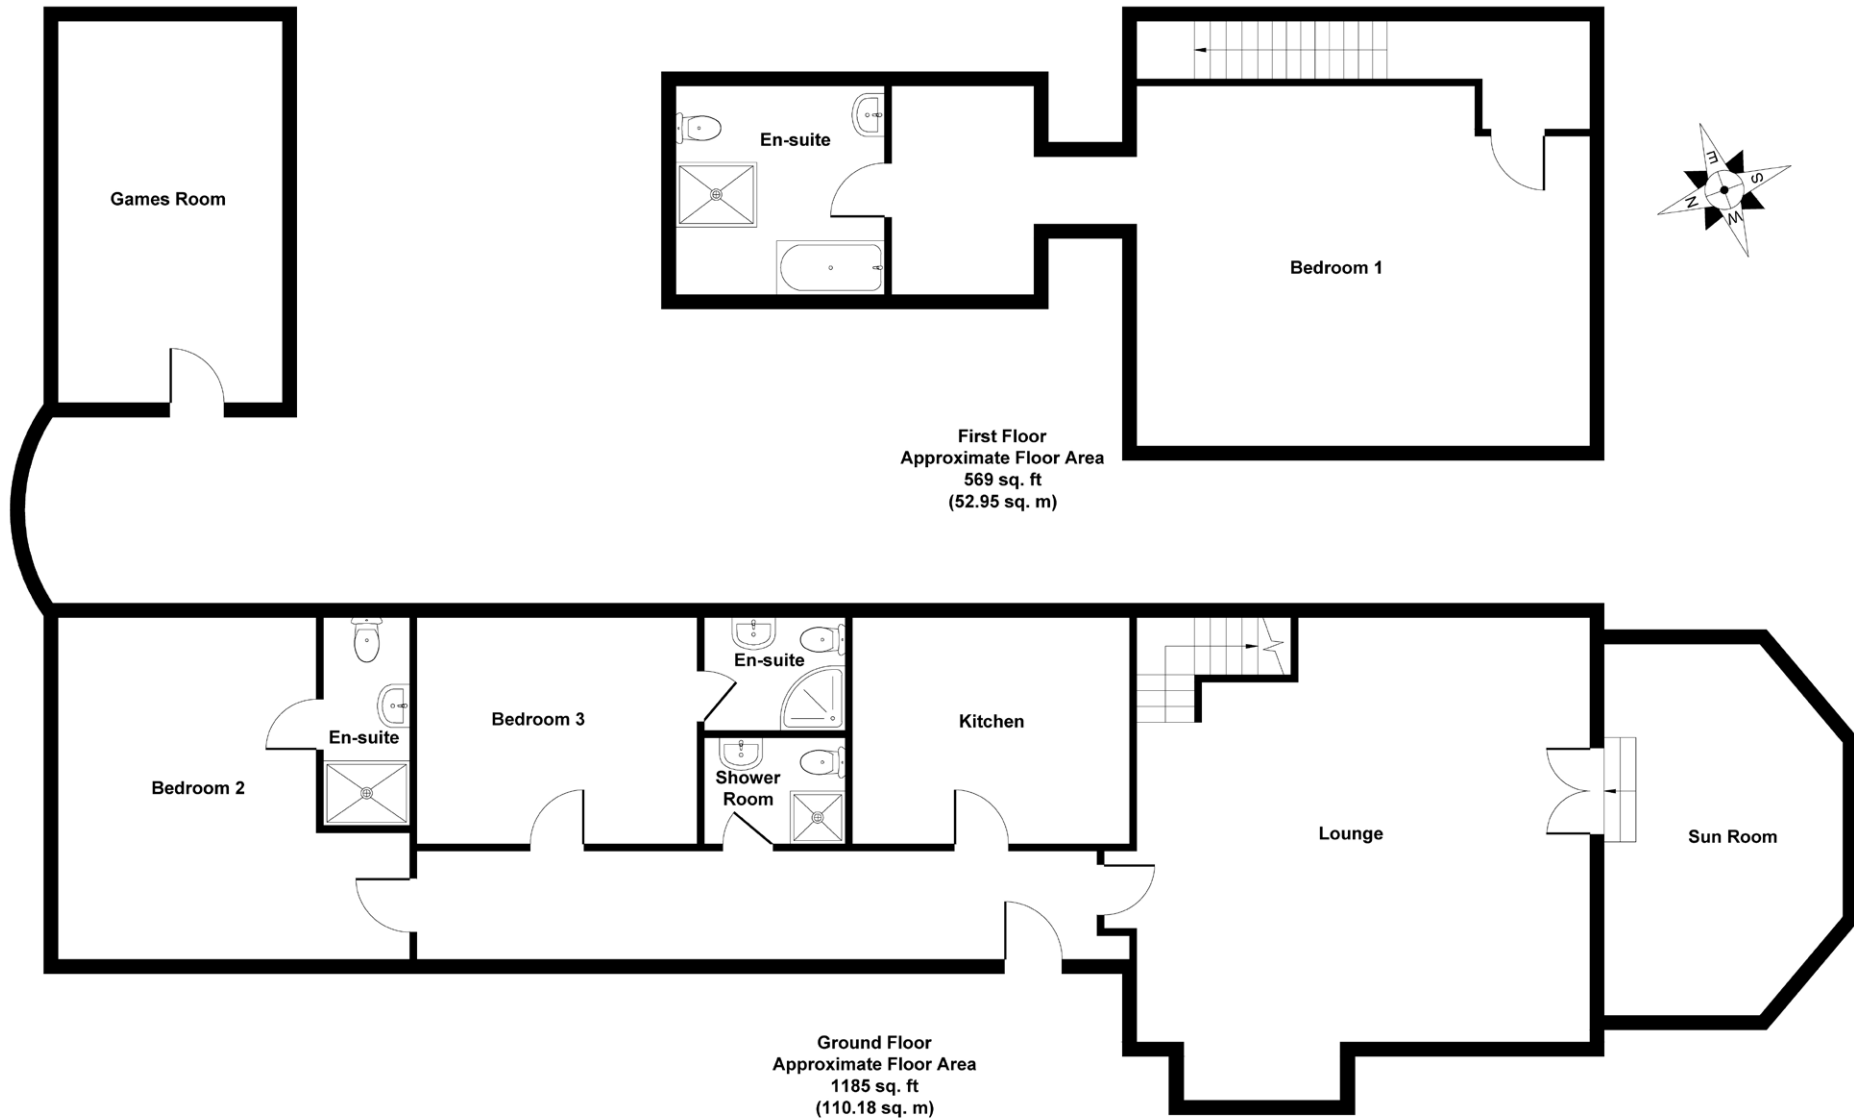 Games Room
En-suite
Bedroom 1
E
S
N
W
First Floor
Approximate Floor Area
569 sq. ft
(52.95 sq. m)
En-suite
Bedroom 3
Kitchen
En-suite
Bedroom 2
Shower
Room
Lounge
Sun Room
Ground Floor
Approximate Floor Area
1185 sq. ft
(110.18 sq. m)